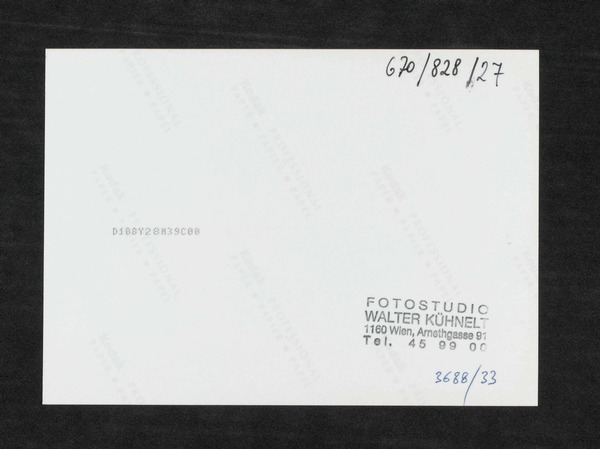 670/828/27
D108Y28M39C00
FOTOSTUDIO
WALTER KÜHNELT
1160 Wien, Arnethgasse 91
Tel. 45 99 00
3688/33